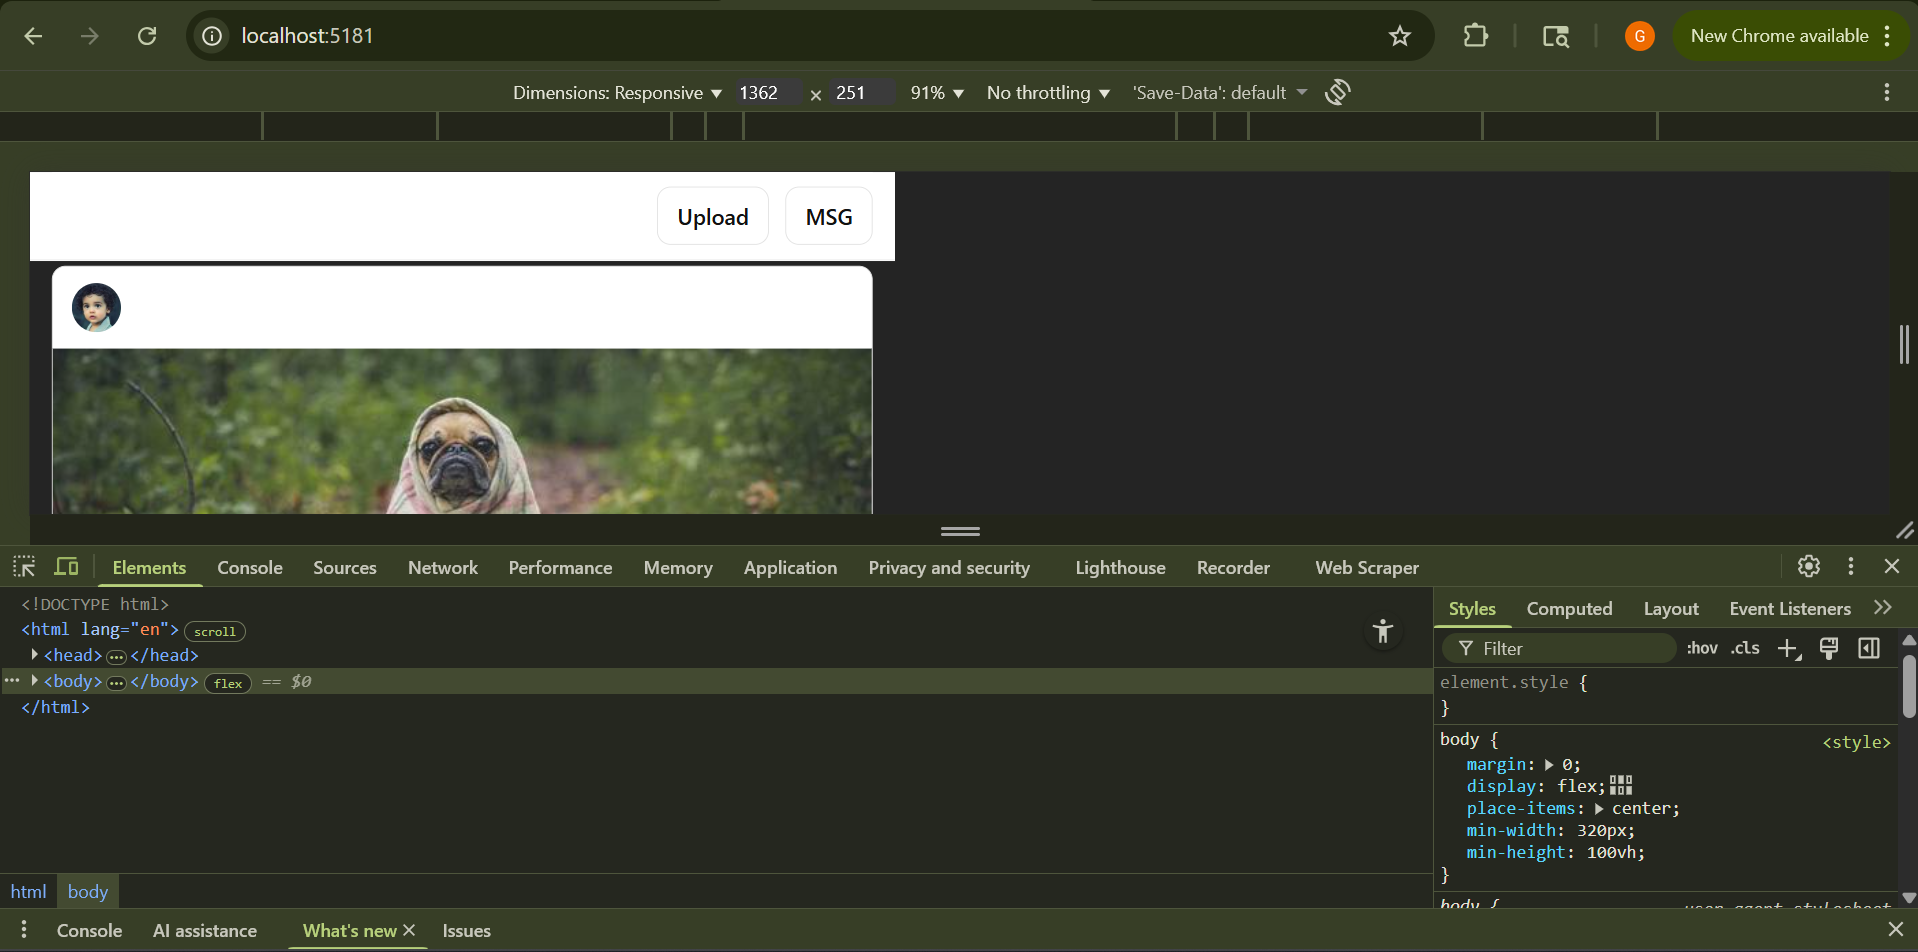 localhost:5181
G
New Chrome available
Dimensions: Responsive 1362 × 251 91% No throttling 'Save-Data': default
Upload MSG
Elements Console Sources Network Performance Memory Application Privacy and security Lighthouse Recorder Web Scraper
<!DOCTYPE html>
<html lang="en"> scroll
<head> ... </head>
... <body> ... </body> flex == $0
</html>
html body
Styles Computed Layout Event Listeners
Filter :hov .cls
element.style {
}
body { <style>
margin: 0;
display: flex;
place-items: center;
min-width: 320px;
min-height: 100vh;
}
body { user agent stylesheet
Console AI assistance What's new Issues